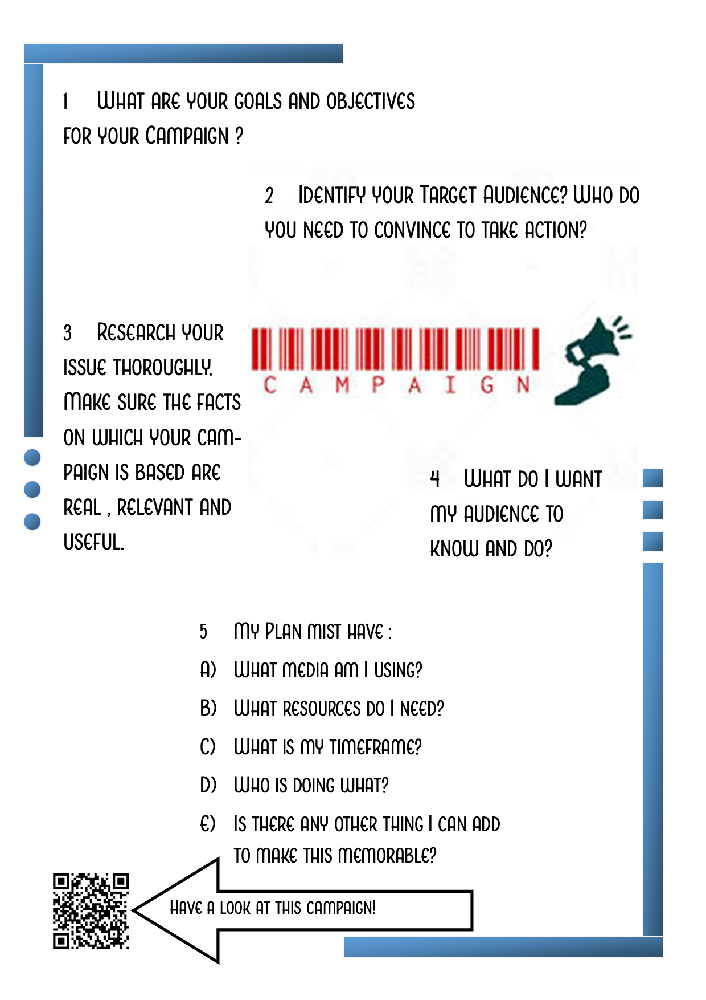 1 What are your goals and objectives
for your Campaign ?
2 Identify your Target Audience? Who do
you need to convince to take action?
3 Research your
issue thoroughly.
Make sure the facts
on which your cam-
paign is based are
real , relevant and
useful.
CAMPAIGN
4 What do I want
my audience to
know and do?
5 My Plan mist have :
A) What media am I using?
B) What resources do I need?
C) What is my timeframe?
D) Who is doing what?
E) Is there any other thing I can add
to make this memorable?
Have a look at this campaign!